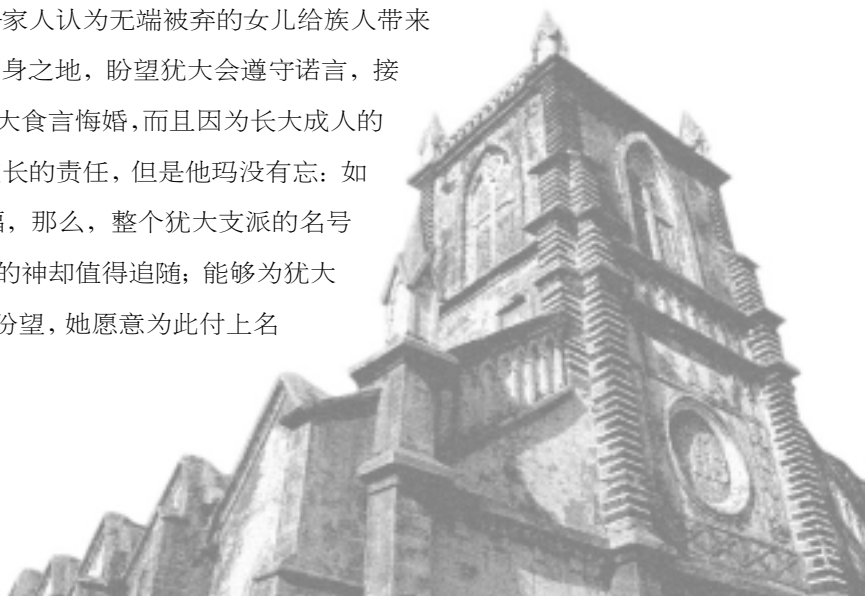 家人认为无端被弃的女儿给族人带来
身之地，盼望犹大会遵守诺言，接
大食言悔婚，而且因为长大成人的
长的责任，但是他玛没有忘：如
，那么，整个犹大支派的名号
的神却值得追随；能够为犹大
盼望，她愿意为此付上名